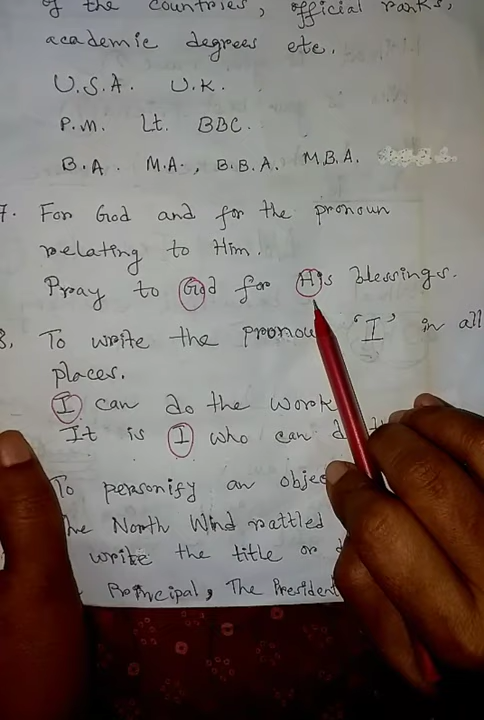 of the countries, official ranks,
academic degrees etc.
U.S.A. U.K.
P.M. Lt. BBC.
B.A. M.A., B.B.A. M.B.A.
7. For God and for the pronoun
relating to Him.
Pray to God for His blessings.
8. To write the pronou 'I' in all
places.
I can do the work
It is I who can d
To personify an objec
The North Wind rattled
write the title or
Principal, The President